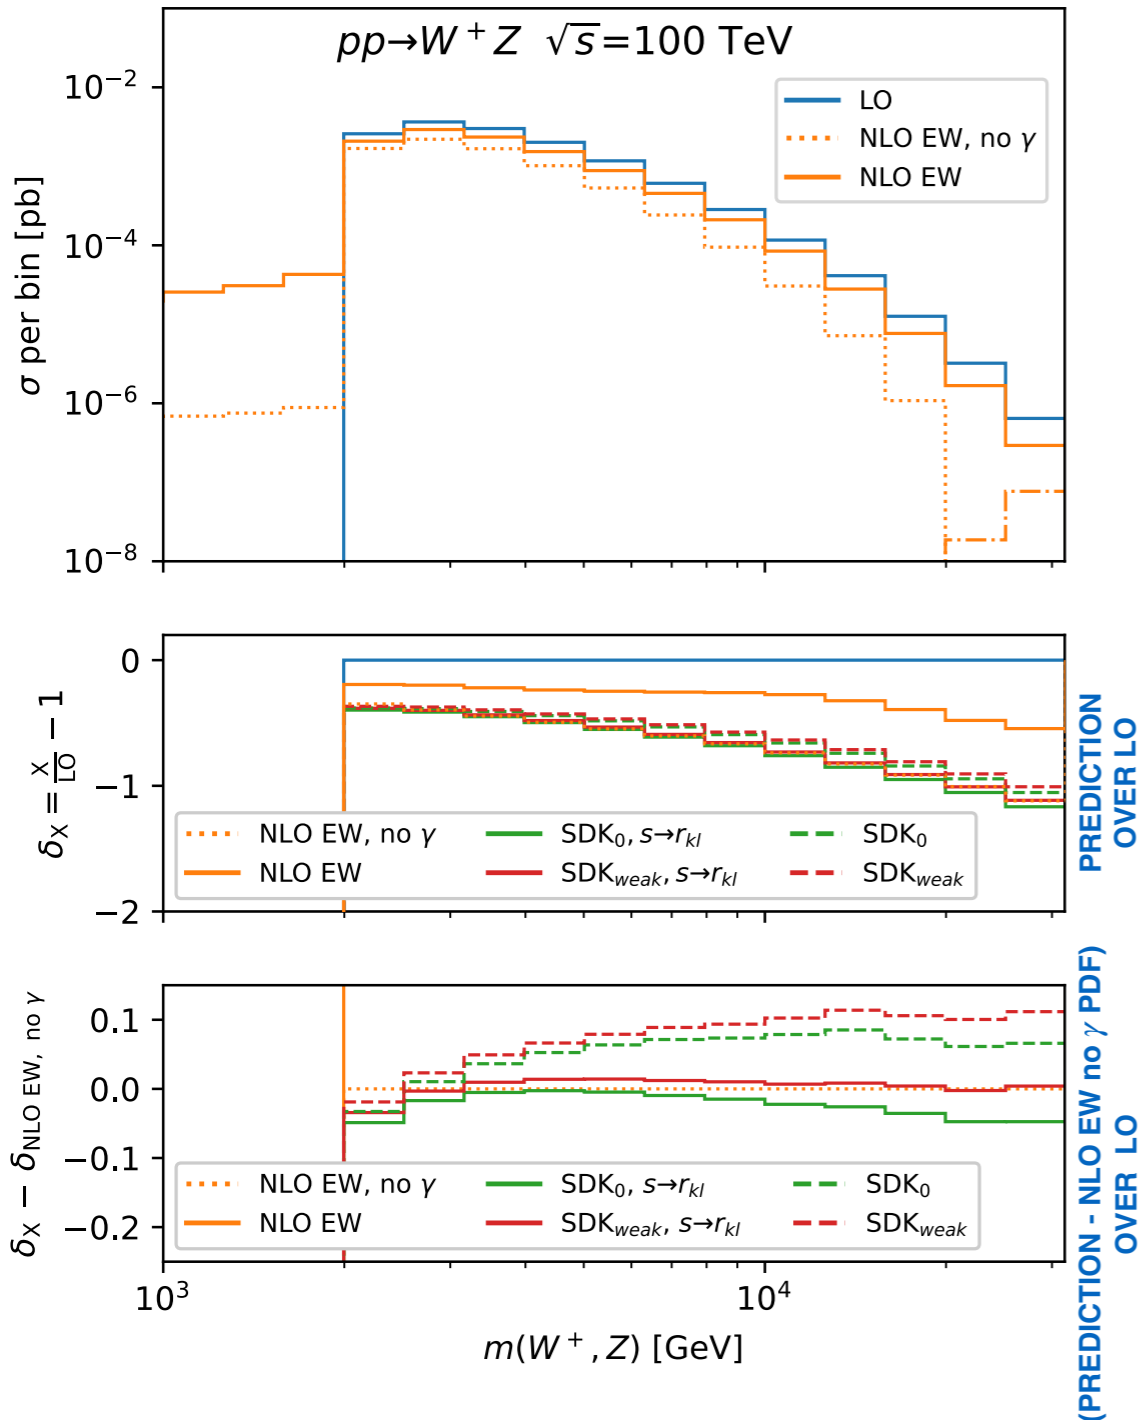 pp→W⁺Z √s=100 TeV
LO
NLO EW, no γ
NLO EW
σ per bin [pb]
10⁻²
10⁻⁴
10⁻⁶
10⁻⁸
δ_X = X/LO − 1
0
−1
−2
NLO EW, no γ
NLO EW
SDK₀, s→r_kl
SDK_weak, s→r_kl
SDK₀
SDK_weak
PREDICTION
OVER LO
δ_X − δ_NLO EW, no γ
0.1
0.0
−0.1
−0.2
NLO EW, no γ
NLO EW
SDK₀, s→r_kl
SDK_weak, s→r_kl
SDK₀
SDK_weak
(PREDICTION - NLO EW no γ PDF)
OVER LO
10³
10⁴
m(W⁺, Z) [GeV]